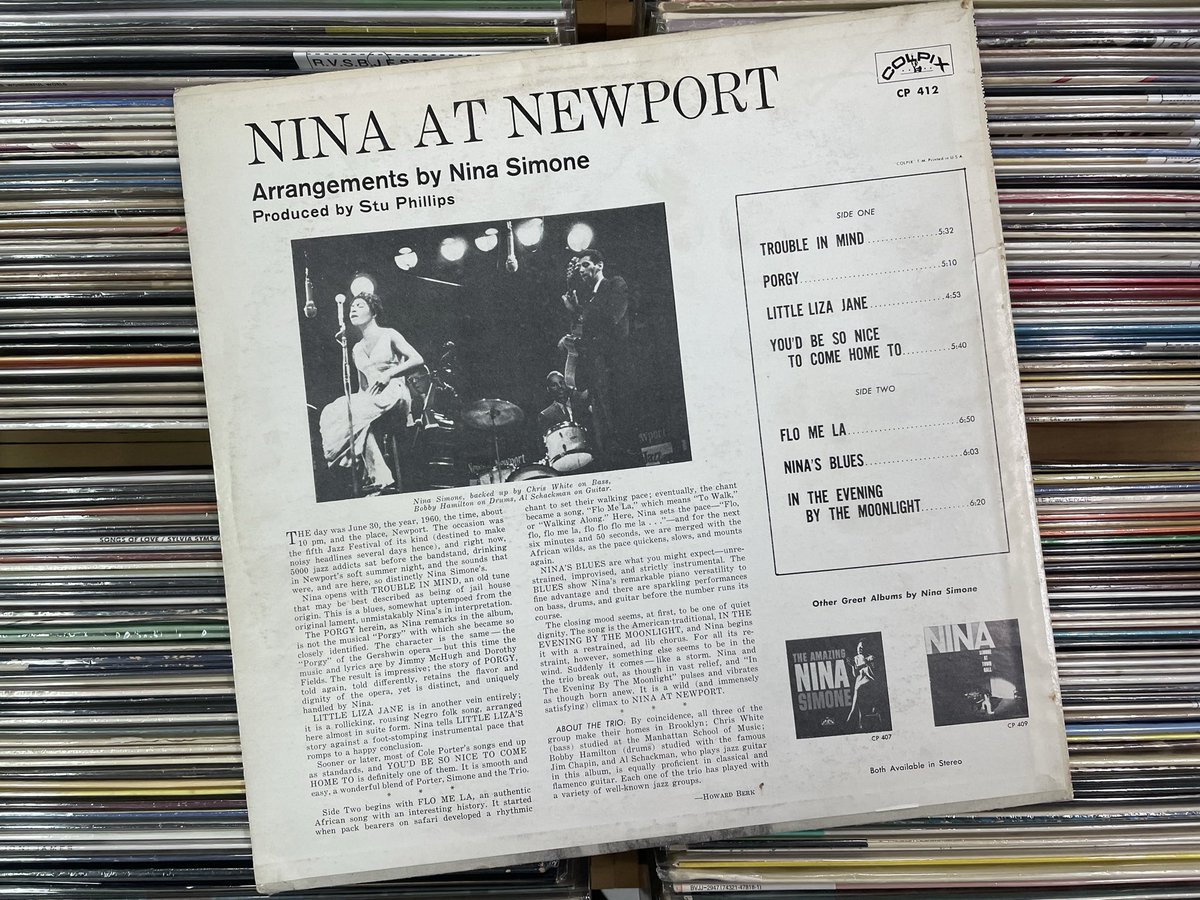 R.V.S.B.J EST
NINA AT NEWPORT
Arrangements by Nina Simone
Produced by Stu Phillips
COLPIX
CP 412
COLPIX T.M. Printed in U.S.A.
SIDE ONE
TROUBLE IN MIND 5:32
PORGY 5:10
LITTLE LIZA JANE 4:53
YOU'D BE SO NICE
TO COME HOME TO 5:40
SIDE TWO
FLO ME LA 6:50
NINA'S BLUES 6:03
IN THE EVENING
BY THE MOONLIGHT 6:20
Nina Simone, backed up by Chris White on Bass,
Bobby Hamilton on Drums, Al Schackman on Guitar.
THE day was June 30, the year, 1960, the time, about
10 pm, and the place, Newport. The occasion was
the fifth Jazz Festival of its kind (destined to make
noisy headlines several days hence), and right now,
5000 jazz addicts sat before the bandstand, drinking
in Newport's soft summer night, and the sounds that
were, and are here, so distinctly Nina Simone's.
Nina opens with TROUBLE IN MIND, an old tune
that may be best described as being of jail house
origin. This is a blues, somewhat uptempoed from the
original lament, unmistakably Nina's in interpretation.
The PORGY herein, as Nina remarks in the album,
is not the musical "Porgy" with which she became so
closely identified. The character is the same—the
"Porgy" of the Gershwin opera—but this time the
music and lyrics are by Jimmy McHugh and Dorothy
Fields. The result is impressive; the story of PORGY,
told again, told differently, retains the flavor and
dignity of the opera, yet is distinct, and uniquely
handled by Nina.
LITTLE LIZA JANE is in another vein entirely;
it is a rollicking, rousing Negro folk song, arranged
here almost in suite form. Nina tells LITTLE LIZA'S
story against a foot-stomping instrumental pace that
romps to a happy conclusion.
Sooner or later, most of Cole Porter's songs end up
as standards, and YOU'D BE SO NICE TO COME
HOME TO is definitely one of them. It is smooth and
easy, a wonderful blend of Porter, Simone and the Trio.
* * *
Side Two begins with FLO ME LA, an authentic
African song with an interesting history. It started
when pack bearers on safari developed a rhythmic
chant to set their walking pace; eventually, the chant
became a song, "Flo Me La," which means "To Walk,"
or "Walking Along." Here, Nina sets the pace—"Flo,
flo, flo me la, flo flo flo me la . . ."—and for the next
six minutes and 50 seconds, we are merged with the
African wilds, as the pace quickens, slows, and mounts
again.
NINA'S BLUES are what you might expect—unre-
strained, improvised, and strictly instrumental. The
BLUES show Nina's remarkable piano versatility to
fine advantage and there are sparkling performances
on bass, drums, and guitar before the number runs its
course.
The closing mood seems, at first, to be one of quiet
dignity. The song is the American-traditional, IN THE
EVENING BY THE MOONLIGHT, and Nina begins
it with a restrained, ad lib chorus. For all its re-
straint, however, something else seems to be in the
wind. Suddenly it comes—like a storm. Nina and
the trio break out, as though in vast relief, and "In
The Evening By The Moonlight" pulses and vibrates
as though born anew. It is a wild (and immensely
satisfying) climax to NINA AT NEWPORT.
* * *
ABOUT THE TRIO: By coincidence, all three of the
group make their homes in Brooklyn; Chris White
(bass) studied at the Manhattan School of Music;
Bobby Hamilton (drums) studied with the famous
Jim Chapin, and Al Schackman, who plays jazz guitar
in this album, is equally proficient in classical and
flamenco guitar. Each one of the trio has played with
a variety of well-known jazz groups.
—HOWARD BERK
Other Great Albums by Nina Simone
THE AMAZING
NINA
SIMONE
CP 407
NINA
CP 409
Both Available in Stereo
SONGS OF LOVE / SYLVIA SYMS
BVJJ-2947 (74321-47818-1)